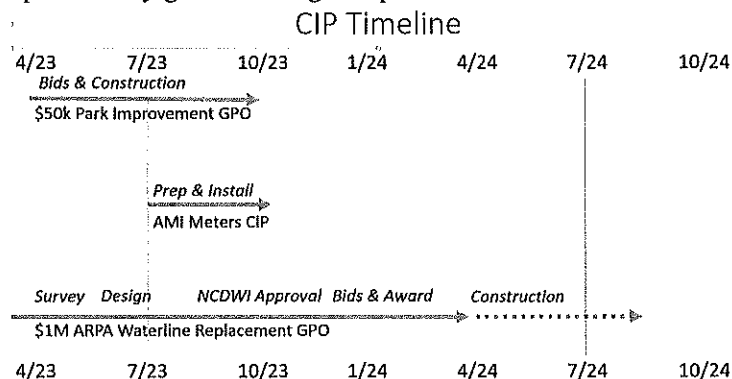 CIP Timeline
4/23 7/23 10/23 1/24 4/24 7/24 10/24
Bids & Construction
$50k Park Improvement GPO
Prep & Install
AMI Meters CIP
Survey Design NCDWI Approval Bids & Award Construction
$1M ARPA Waterline Replacement GPO
4/23 7/23 10/23 1/24 4/24 7/24 10/24